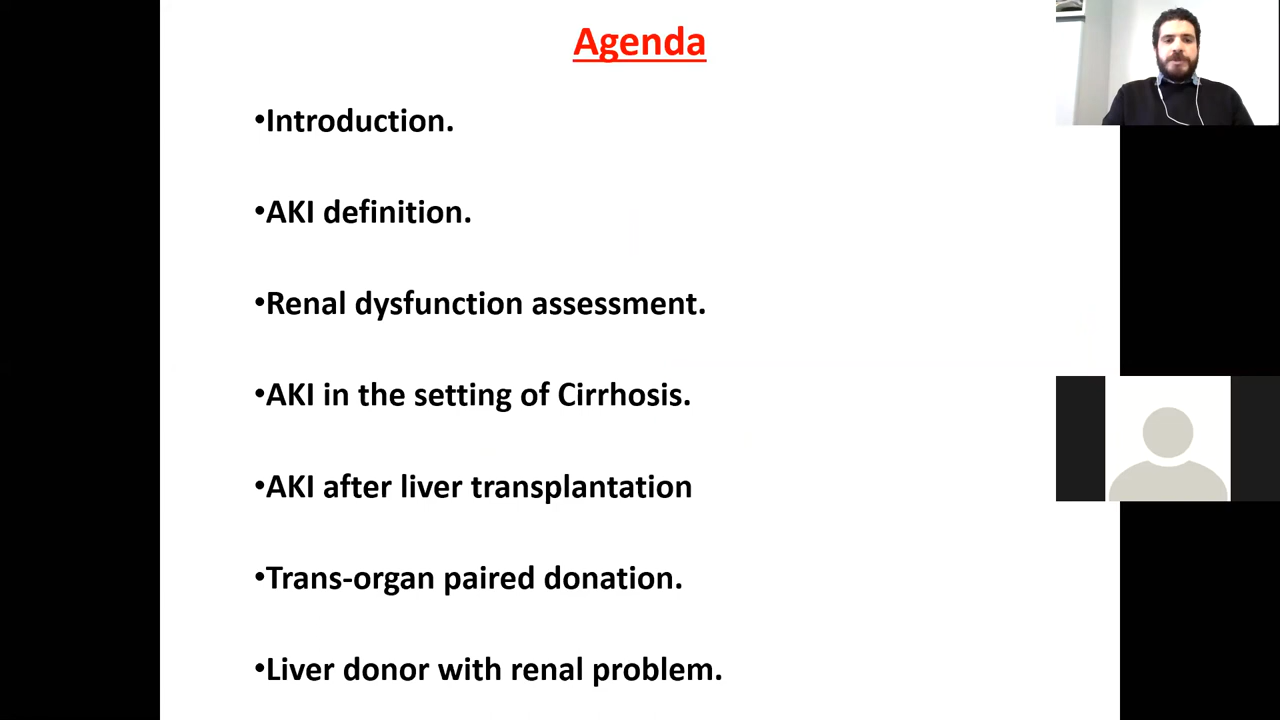 Agenda
•Introduction.
•AKI definition.
•Renal dysfunction assessment.
•AKI in the setting of Cirrhosis.
•AKI after liver transplantation
•Trans-organ paired donation.
•Liver donor with renal problem.